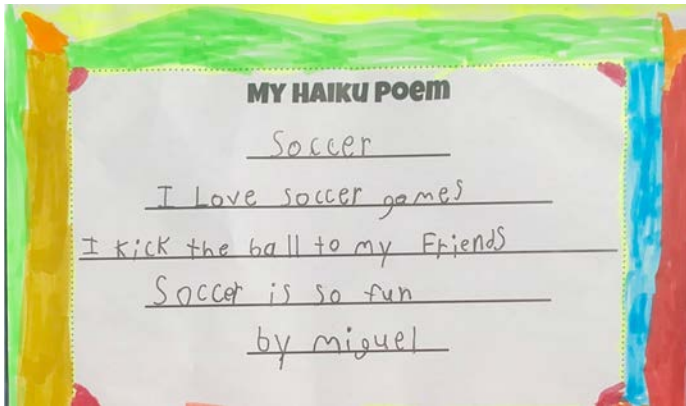 MY HAIKU POEM
Soccer
I Love soccer games
I kick the ball to my Friends
Soccer is so fun
by miguel